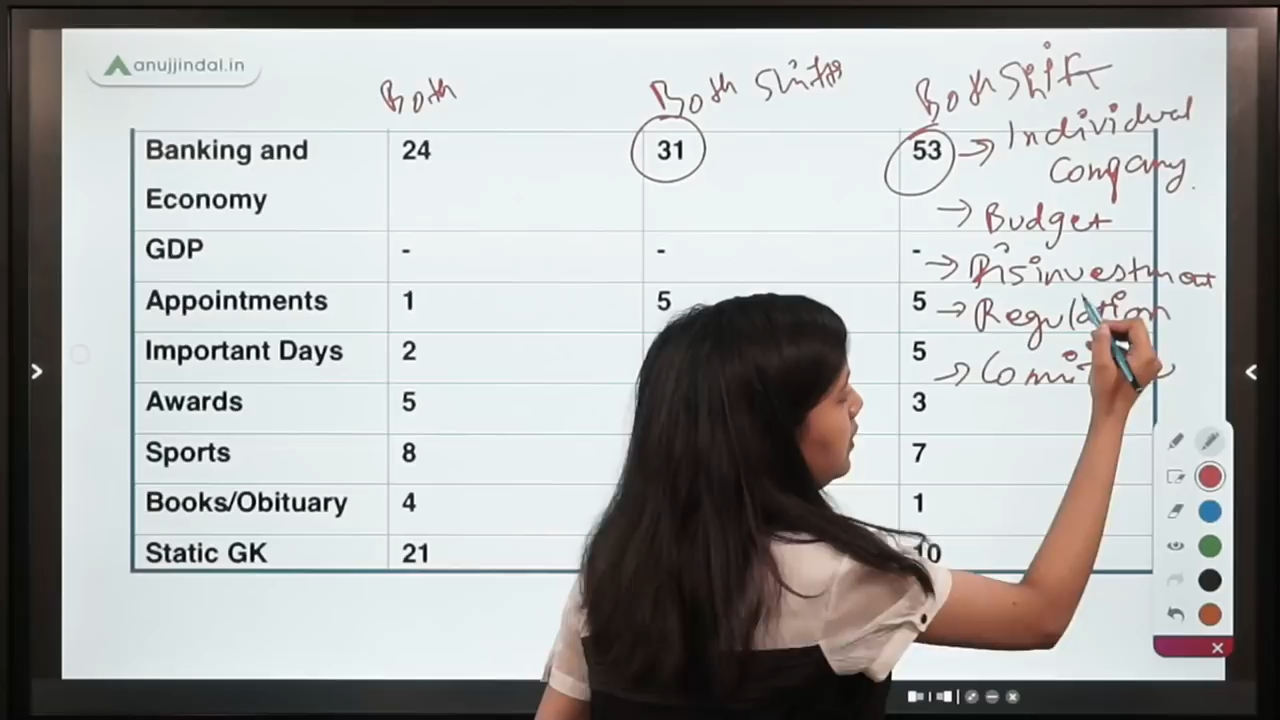 anujjindal.in
Both
Both Shifts
Both Shift
Banking and Economy 24 31 53 → Individual Company
→ Budget
GDP - - -
→ Disinvestment
Appointments 1 5 5 → Regulation
Important Days 2 5 →
Awards 5 3
Sports 8 7
Books/Obituary 4 1
Static GK 21 10